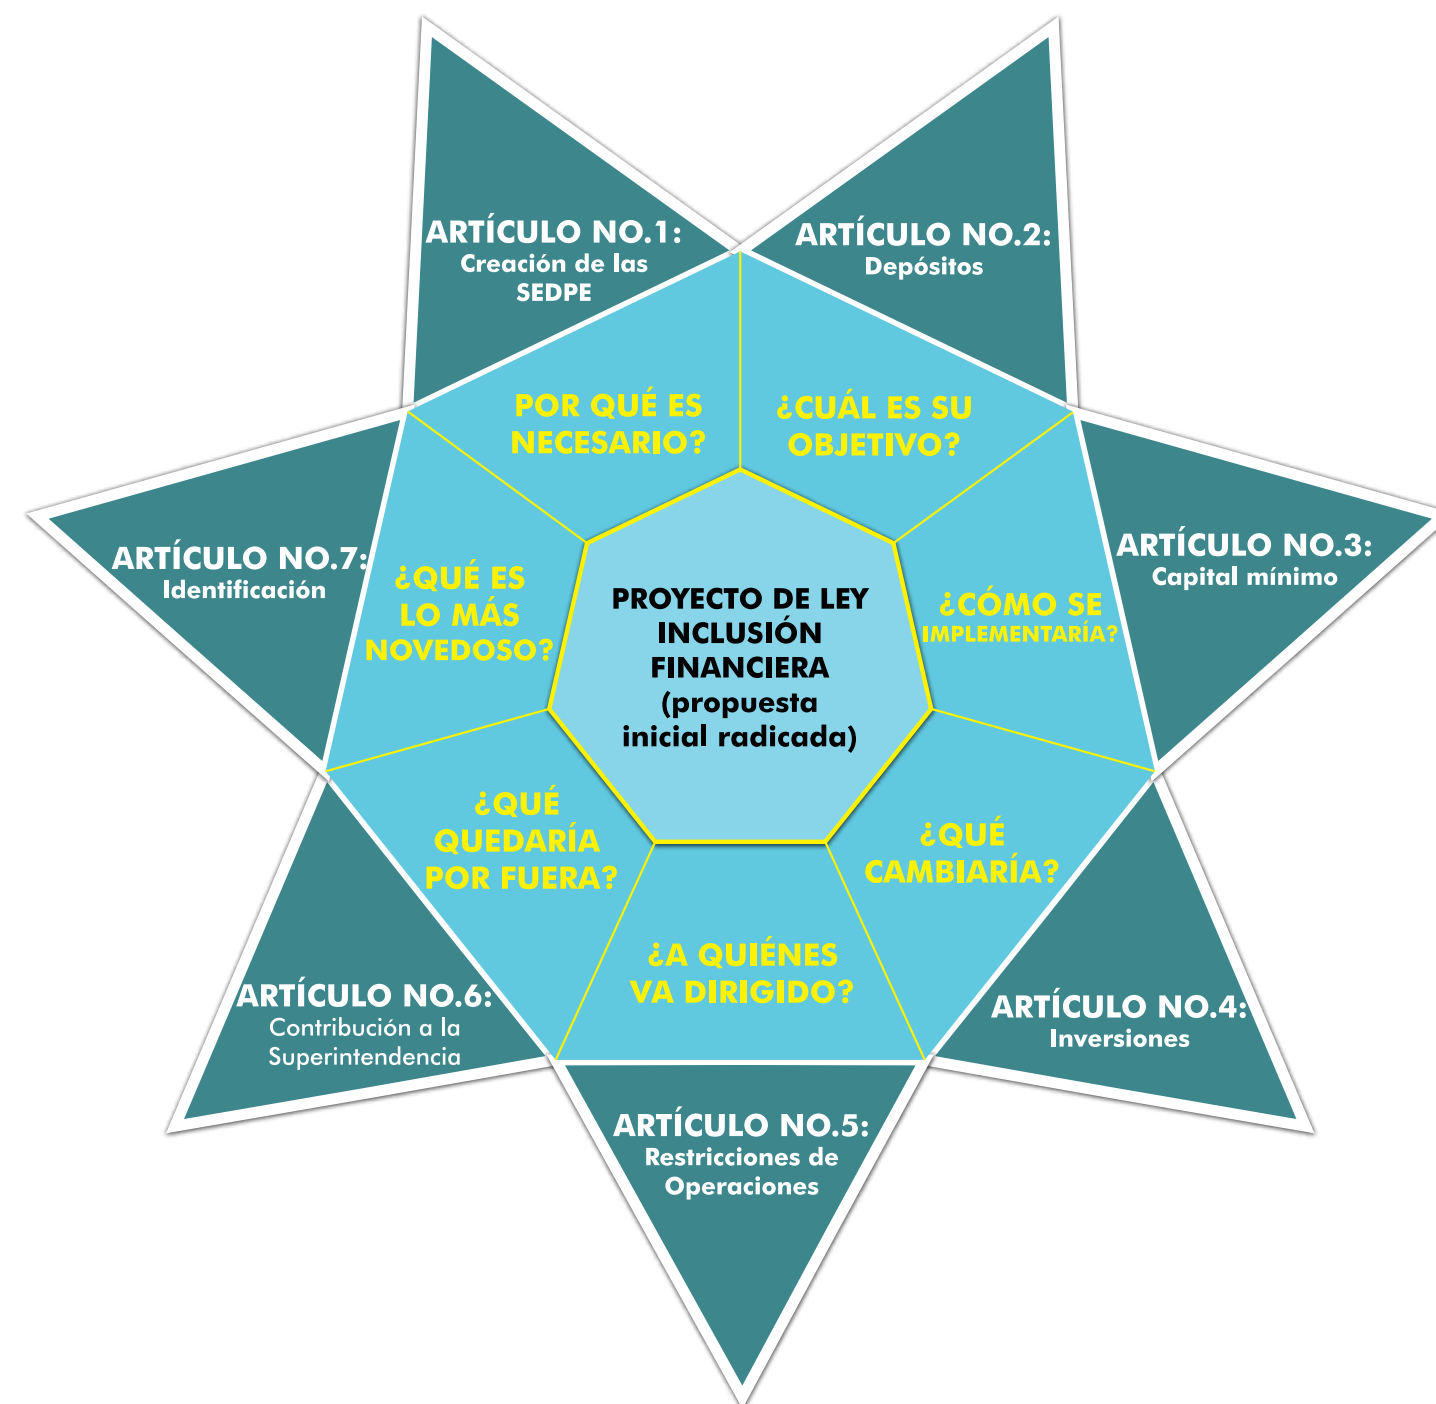 ARTÍCULO NO.1:
Creación de las
SEDPE
ARTÍCULO NO.2:
Depósitos
POR QUÉ ES
NECESARIO?
¿CUÁL ES SU
OBJETIVO?
ARTÍCULO NO.7:
Identificación
¿QUÉ ES
LO MÁS
NOVEDOSO?
PROYECTO DE LEY
INCLUSIÓN
FINANCIERA
(propuesta
inicial radicada)
¿CÓMO SE
IMPLEMENTARÍA?
ARTÍCULO NO.3:
Capital mínimo
¿QUÉ
QUEDARÍA
POR FUERA?
¿QUÉ
CAMBIARÍA?
¿A QUIÉNES
VA DIRIGIDO?
ARTÍCULO NO.6:
Contribución a la
Superintendencia
ARTÍCULO NO.4:
Inversiones
ARTÍCULO NO.5:
Restricciones de
Operaciones